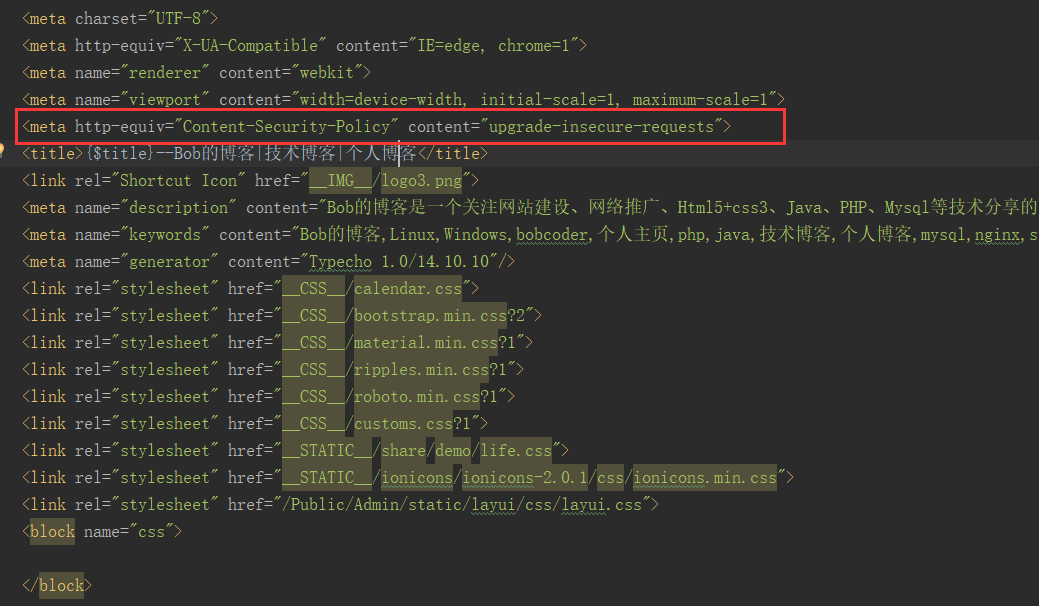 <meta charset="UTF-8">
<meta http-equiv="X-UA-Compatible" content="IE=edge, chrome=1">
<meta name="renderer" content="webkit">
<meta name="viewport" content="width=device-width, initial-scale=1, maximum-scale=1">
<meta http-equiv="Content-Security-Policy" content="upgrade-insecure-requests">
<title>{$title}--Bob的博客|技术博客|个人博客</title>
<link rel="Shortcut Icon" href="__IMG__/logo3.png">
<meta name="description" content="Bob的博客是一个关注网站建设、网络推广、Html5+css3、Java、PHP、Mysql等技术分享的
<meta name="keywords" content="Bob的博客,Linux,Windows,bobcoder,个人主页,php,java,技术博客,个人博客,mysql,nginx,s
<meta name="generator" content="Typecho 1.0/14.10.10"/>
<link rel="stylesheet" href="__CSS__/calendar.css">
<link rel="stylesheet" href="__CSS__/bootstrap.min.css?2">
<link rel="stylesheet" href="__CSS__/material.min.css?1">
<link rel="stylesheet" href="__CSS__/ripples.min.css?1">
<link rel="stylesheet" href="__CSS__/roboto.min.css?1">
<link rel="stylesheet" href="__CSS__/customs.css?1">
<link rel="stylesheet" href="__STATIC__/share/demo/life.css">
<link rel="stylesheet" href="__STATIC__/ionicons/ionicons-2.0.1/css/ionicons.min.css">
<link rel="stylesheet" href="/Public/Admin/static/layui/css/layui.css">
<block name="css">
</block>